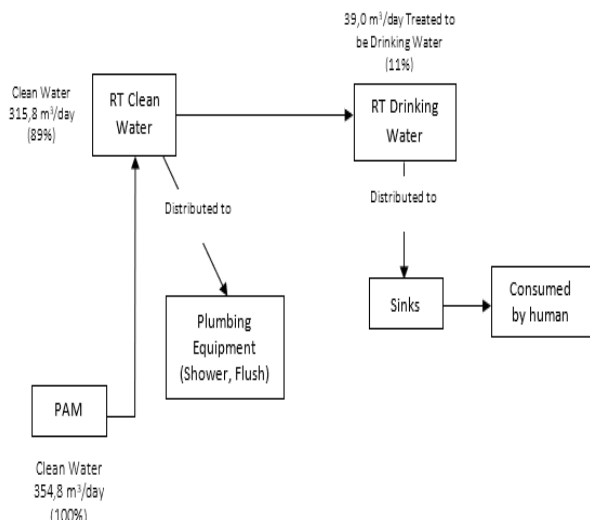 39,0 m³/day Treated to
be Drinking Water
(11%)
Clean Water
315,8 m³/day
(89%)
RT Clean
Water
RT Drinking
Water
Distributed to
Distributed to
Plumbing
Equipment
(Shower, Flush)
Sinks
Consumed
by human
PAM
Clean Water
354,8 m³/day
(100%)